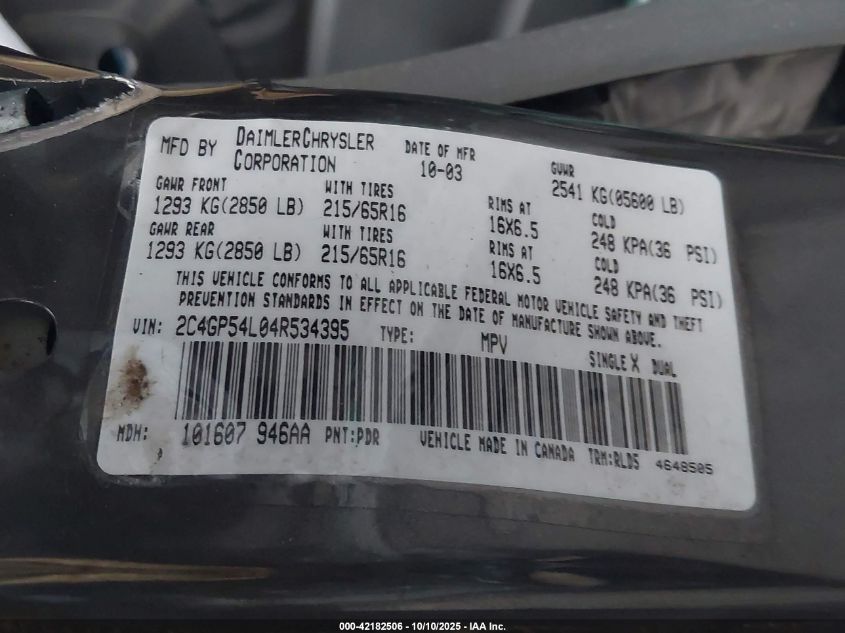 MFD BY DAIMLERCHRYSLER CORPORATION DATE OF MFR 10-03 GVWR 2541 KG(05600 LB)
GAWR FRONT WITH TIRES RIMS AT COLD
1293 KG(2850 LB) 215/65R16 16X6.5 248 KPA(36 PSI)
GAWR REAR WITH TIRES RIMS AT COLD
1293 KG(2850 LB) 215/65R16 16X6.5 248 KPA(36 PSI)
THIS VEHICLE CONFORMS TO ALL APPLICABLE FEDERAL MOTOR VEHICLE SAFETY AND THEFT
PREVENTION STANDARDS IN EFFECT ON THE DATE OF MANUFACTURE SHOWN ABOVE.
VIN: 2C4GP54L04R534395 TYPE: MPV SINGLE X DUAL
MDH: 101607 946AA PNT:PDR VEHICLE MADE IN CANADA TRM:RLD5 4648505
000-42182506 - 10/10/2025 - IAA Inc.